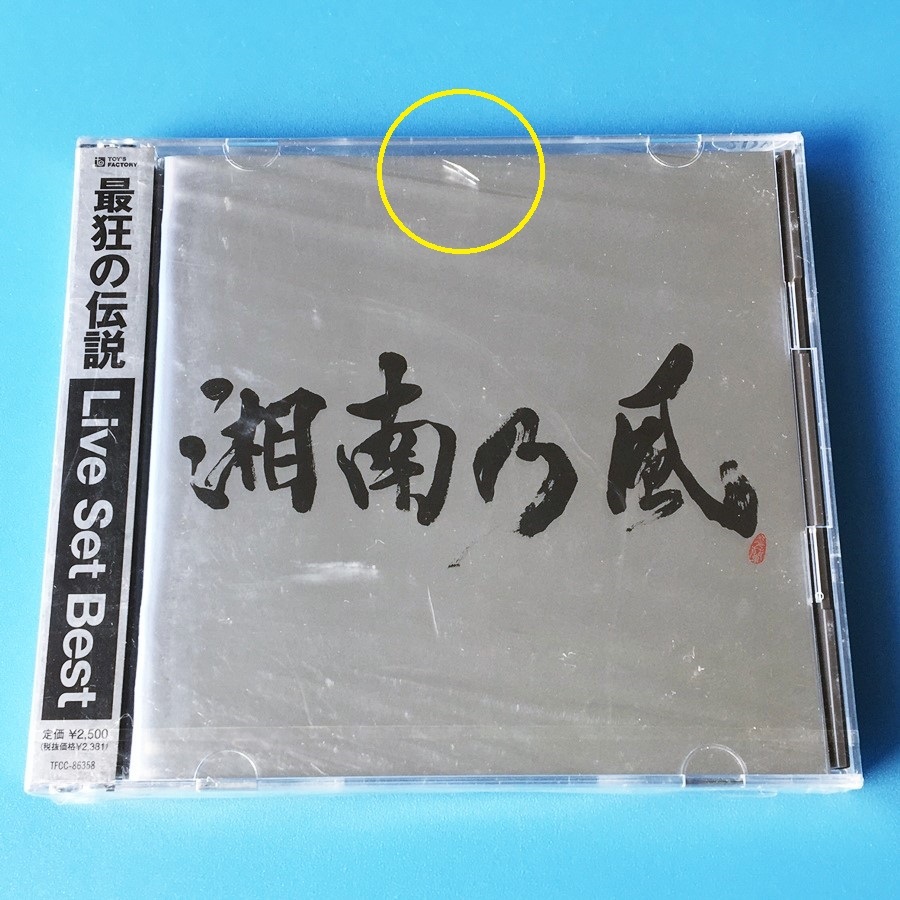 TOY'S
FACTORY
最狂の伝説
Live Set Best
定価 ¥2,500
(税抜価格¥2,381)
TFCC-86358
湘南乃風